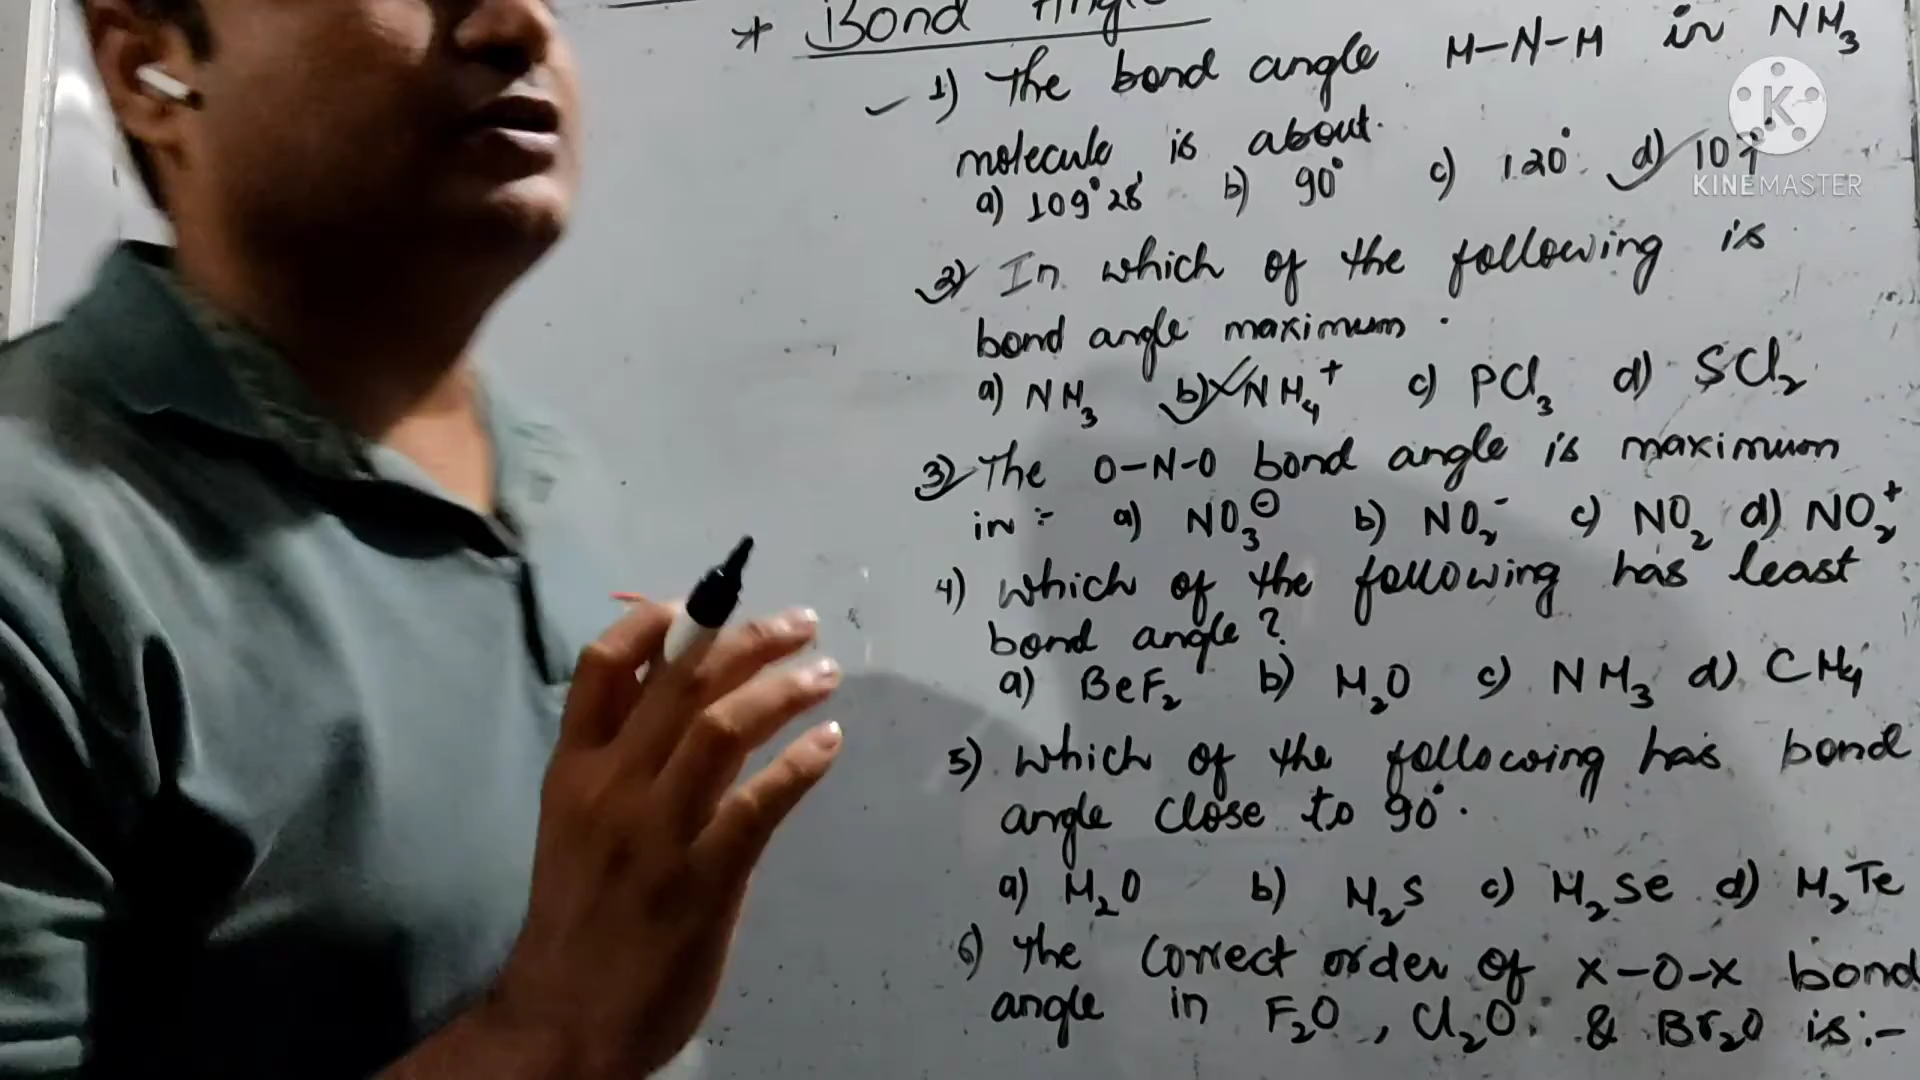 * Bond Angle
1) The bond angle H-N-H in NH3
molecule is about.
a) 109°28' b) 90° c) 120° d) 107°
2) In which of the following is
bond angle maximum.
a) NH3 b) NH4+ c) PCl3 d) SCl2
3) The O-N-O bond angle is maximum
in :- a) NO3⊖ b) NO2- c) NO2 d) NO2+
4) which of the following has least
bond angle?
a) BeF2 b) H2O c) NH3 d) CH4
5) which of the following has bond
angle close to 90°.
a) H2O b) H2S c) H2Se d) H2Te
6) The correct order of X-O-X bond
angle in F2O, Cl2O. & Br2O is:-
K
KINEMASTER